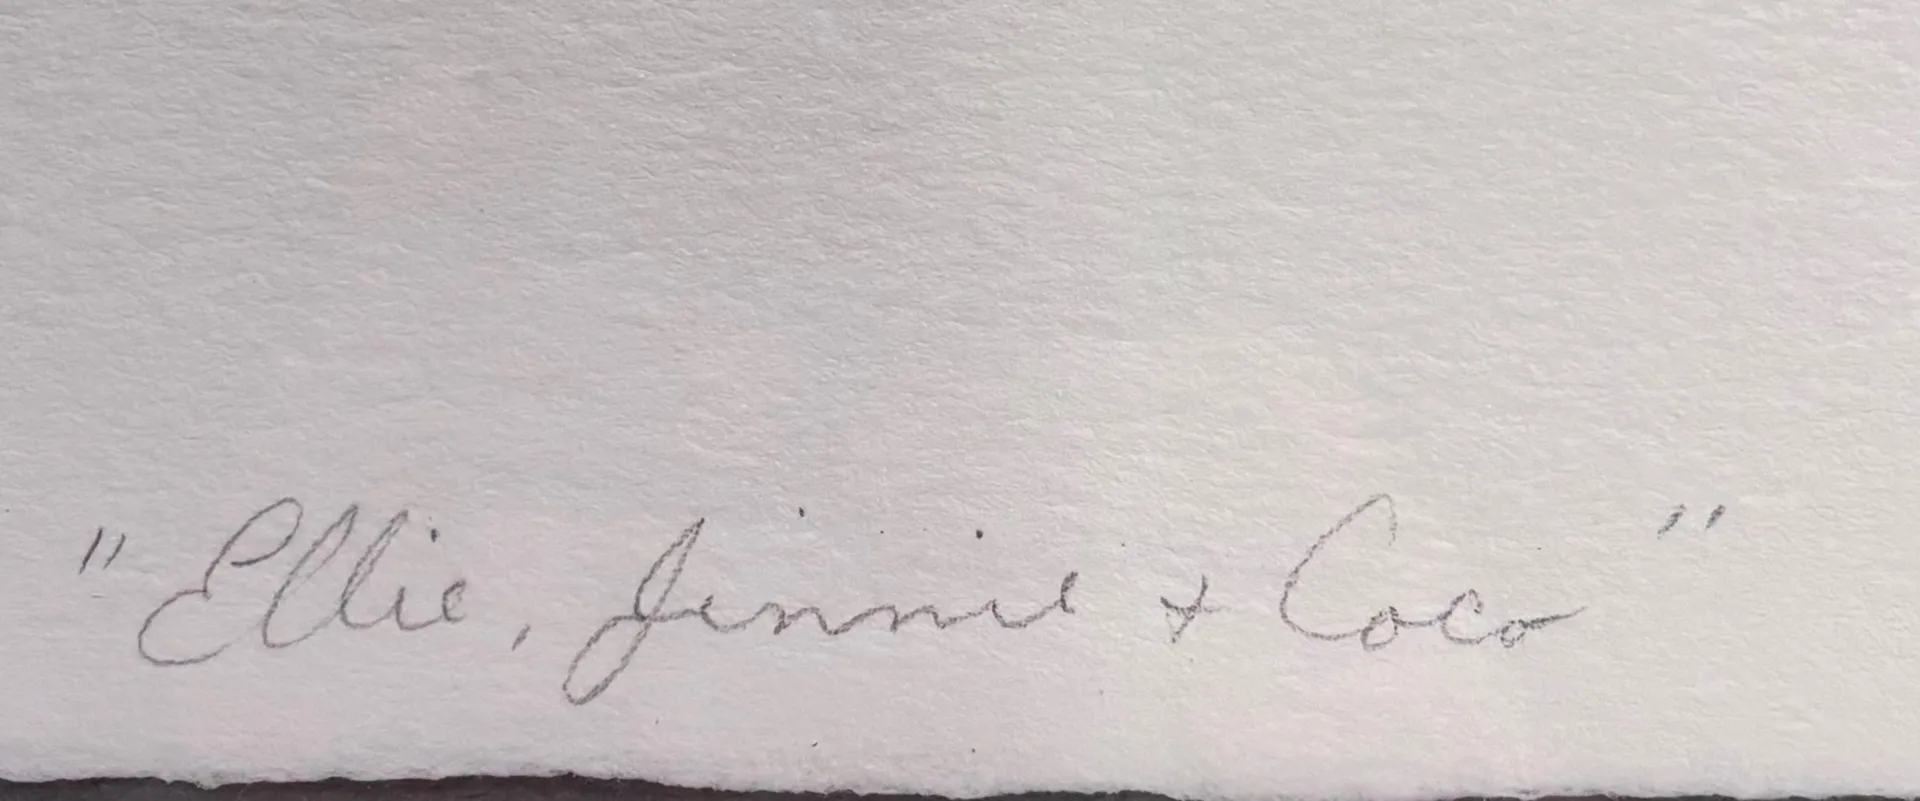 "Ellie, Jinnie + Coco"